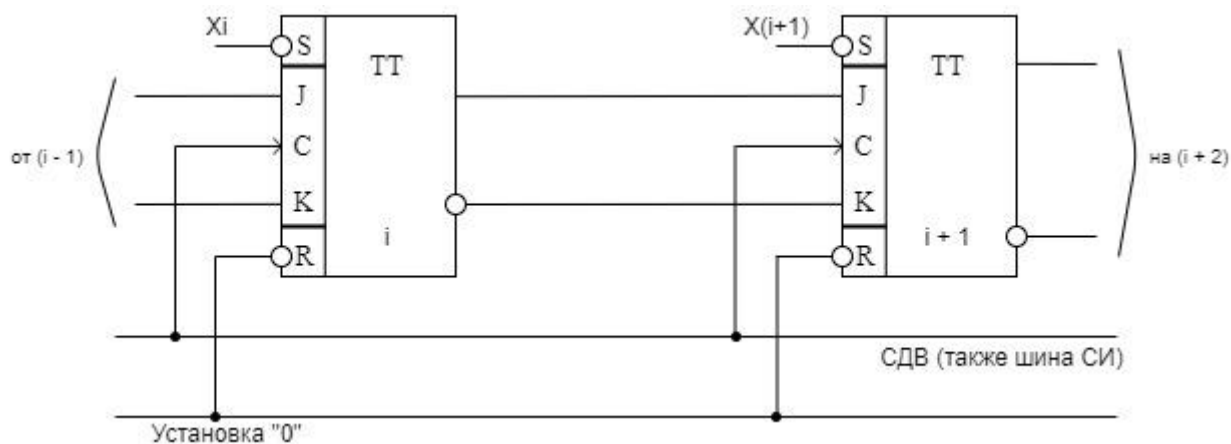 Xi
X(i+1)
S
TT
S
TT
J
J
C
C
от (i - 1)
на (i + 2)
K
K
i
i + 1
R
R
СДВ (также шина СИ)
Установка "0"